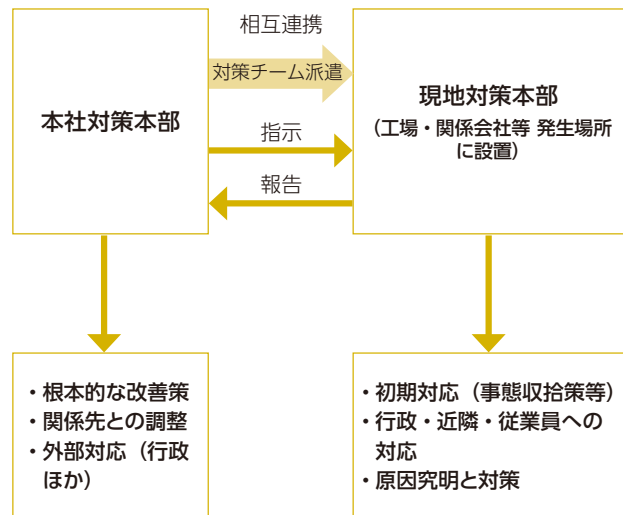 相互連携
対策チーム派遣
本社対策本部
指示
報告
現地対策本部
（工場・関係会社等 発生場所
に設置）
・根本的な改善策
・関係先との調整
・外部対応（行政
ほか）
・初期対応（事態収拾策等）
・行政・近隣・従業員への
対応
・原因究明と対策